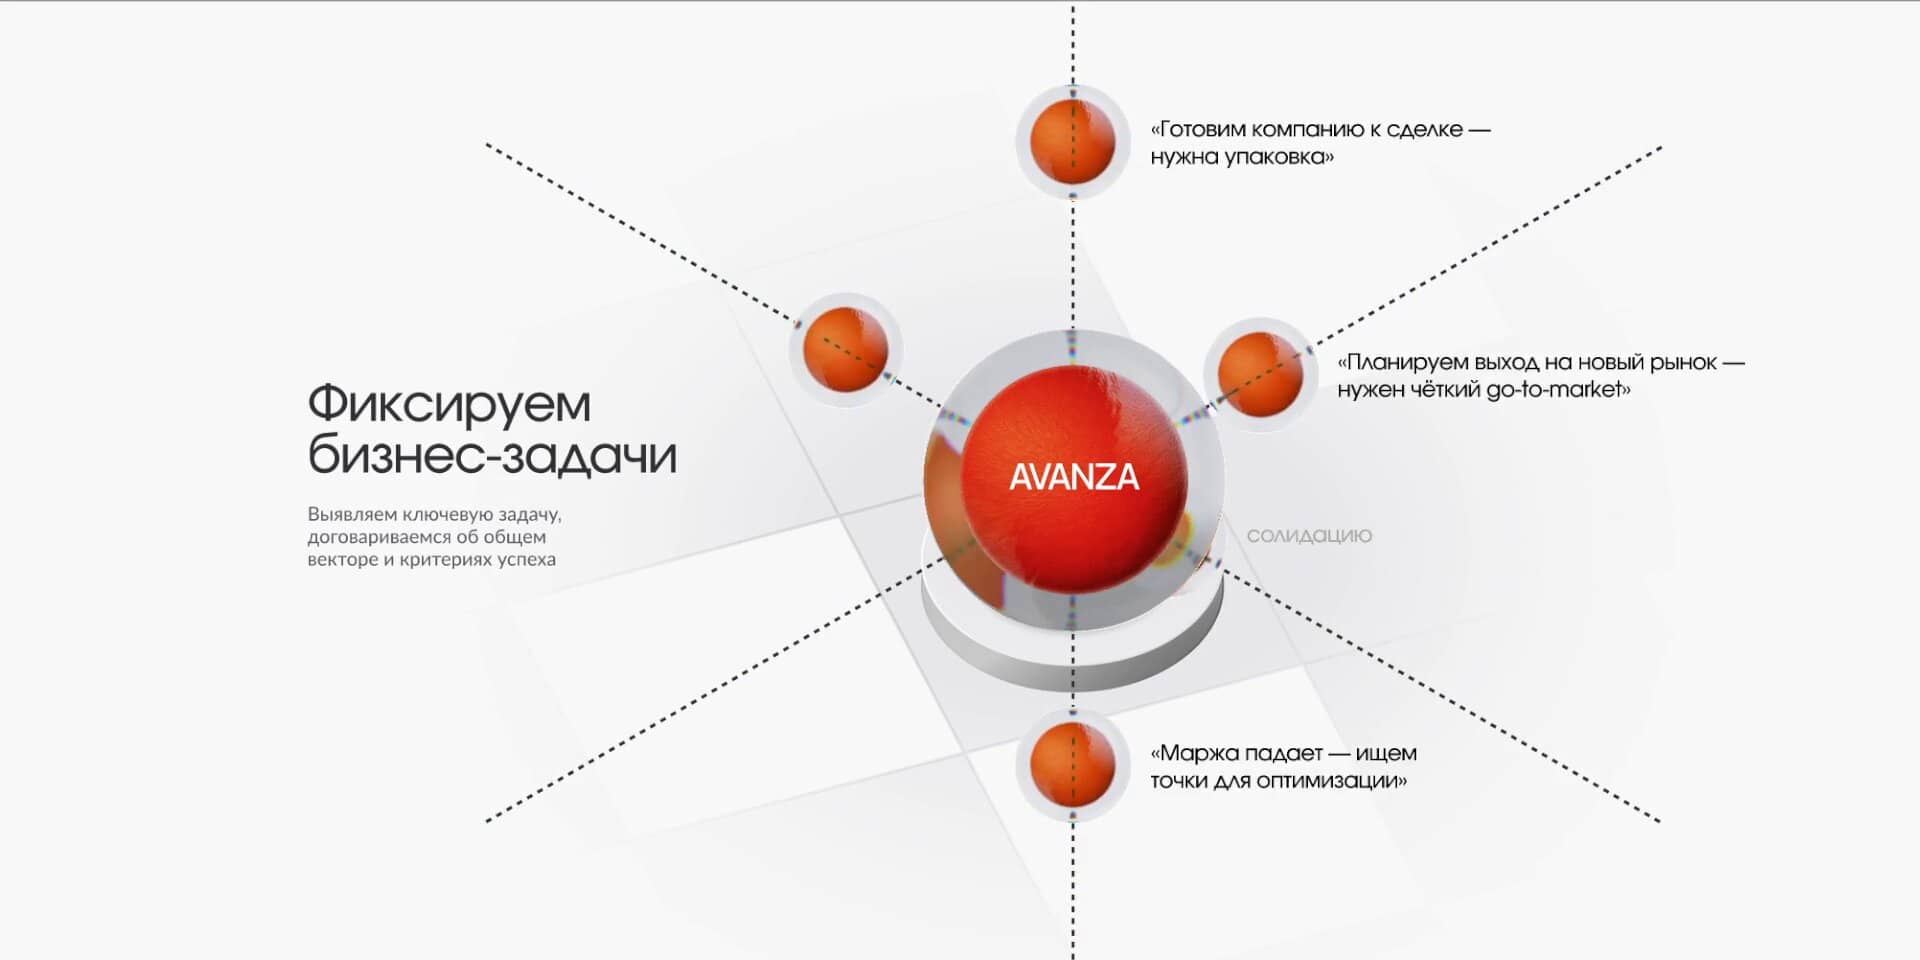 «Готовим компанию к сделке —
нужна упаковка»
«Планируем выход на новый рынок —
нужен чёткий go-to-market»
Фиксируем
бизнес-задачи
Выявляем ключевую задачу,
договариваемся об общем
векторе и критериях успеха
AVANZA
солидацию
«Маржа падает — ищем
точки для оптимизации»